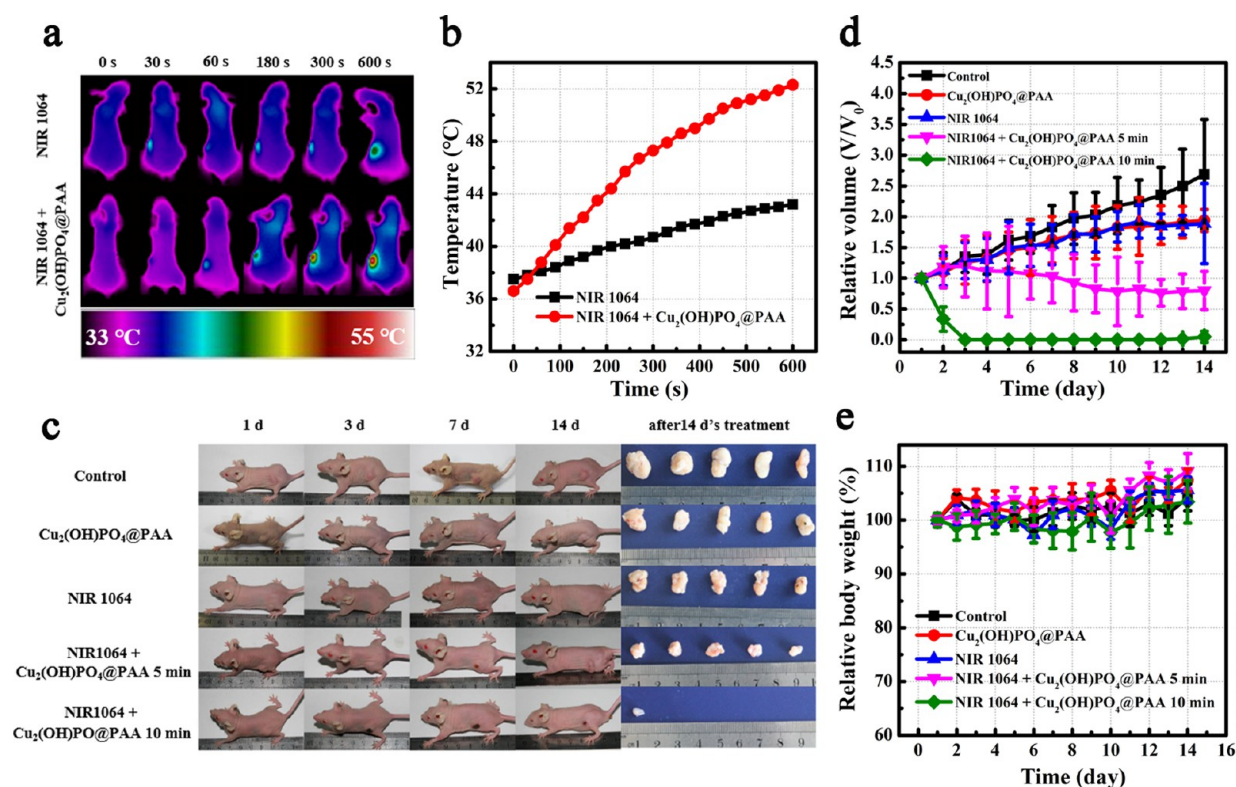 a
0 s 30 s 60 s 180 s 300 s 600 s
NIR 1064
NIR 1064 +
Cu₂(OH)PO₄@PAA
33 °C 55 °C
b
Temperature (°C)
52
48
44
40
36
32
NIR 1064
NIR 1064 + Cu₂(OH)PO₄@PAA
0 100 200 300 400 500 600
Time (s)
d
Relative volume (V/V₀)
4.5
4.0
3.5
3.0
2.5
2.0
1.5
1.0
0.5
0.0
Control
Cu₂(OH)PO₄@PAA
NIR 1064
NIR1064 + Cu₂(OH)PO₄@PAA 5 min
NIR1064 + Cu₂(OH)PO₄@PAA 10 min
0 2 4 6 8 10 12 14
Time (day)
c
1 d 3 d 7 d 14 d after14 d's treatment
Control
Cu₂(OH)PO₄@PAA
NIR 1064
NIR1064 +
Cu₂(OH)PO₄@PAA 5 min
NIR1064 +
Cu₂(OH)PO@PAA 10 min
e
Relative body weight (%)
110
100
90
80
70
60
Control
Cu₂(OH)PO₄@PAA
NIR 1064
NIR 1064 + Cu₂(OH)PO₄@PAA 5 min
NIR 1064 + Cu₂(OH)PO₄@PAA 10 min
0 2 4 6 8 10 12 14 16
Time (day)